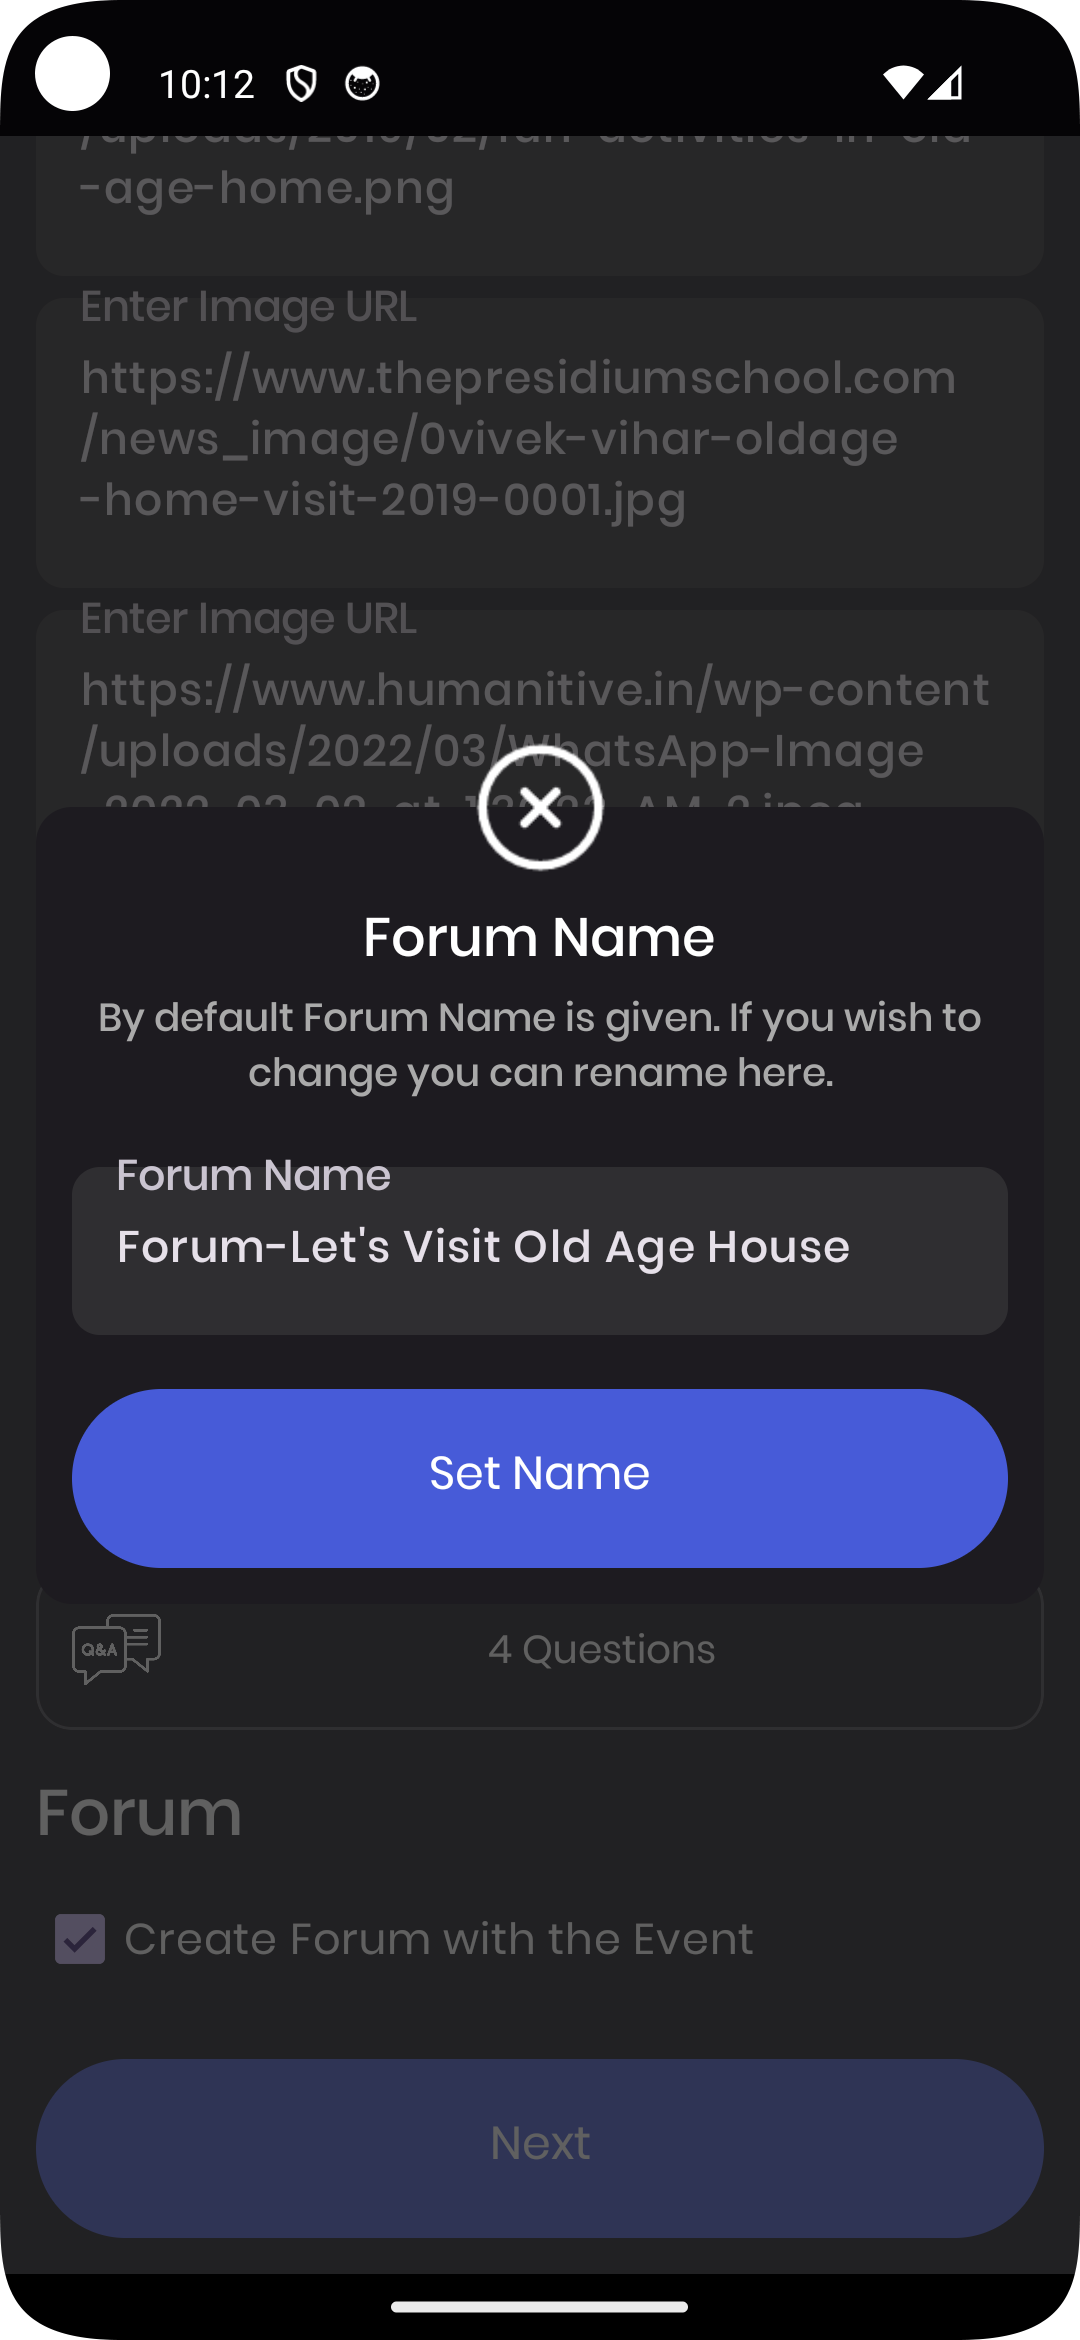 10:12
-age-home.png
Enter Image URL
https://www.thepresidiumschool.com
/news_image/0vivek-vihar-oldage
-home-visit-2019-0001.jpg
Enter Image URL
https://www.humanitive.in/wp-content
/uploads/2022/03/WhatsApp-Image
Forum Name
By default Forum Name is given. If you wish to
change you can rename here.
Forum Name
Forum-Let's Visit Old Age House
Set Name
Q&A
4 Questions
Forum
Create Forum with the Event
Next